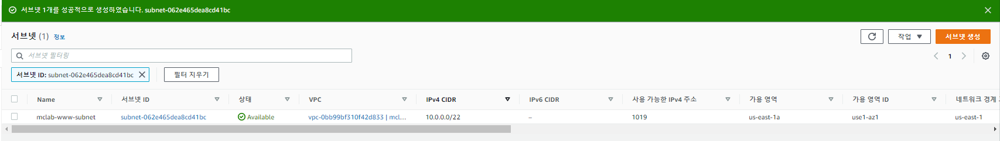 서브넷 1개를 성공적으로 생성하였습니다. subnet-062e465dea8cd41bc
서브넷 (1) 정보
작업
서브넷 생성
서브넷 필터링
1
서브넷 ID: subnet-062e465dea8cd41bc
필터 지우기
Name 서브넷 ID 상태 VPC IPv4 CIDR IPv6 CIDR 사용 가능한 IPv4 주소 가용 영역 가용 영역 ID 네트워크 경계
mclab-www-subnet subnet-062e465dea8cd41bc Available vpc-0bb99bf310f42d833 | mcl... 10.0.0.0/22 – 1019 us-east-1a use1-az1 us-east-1